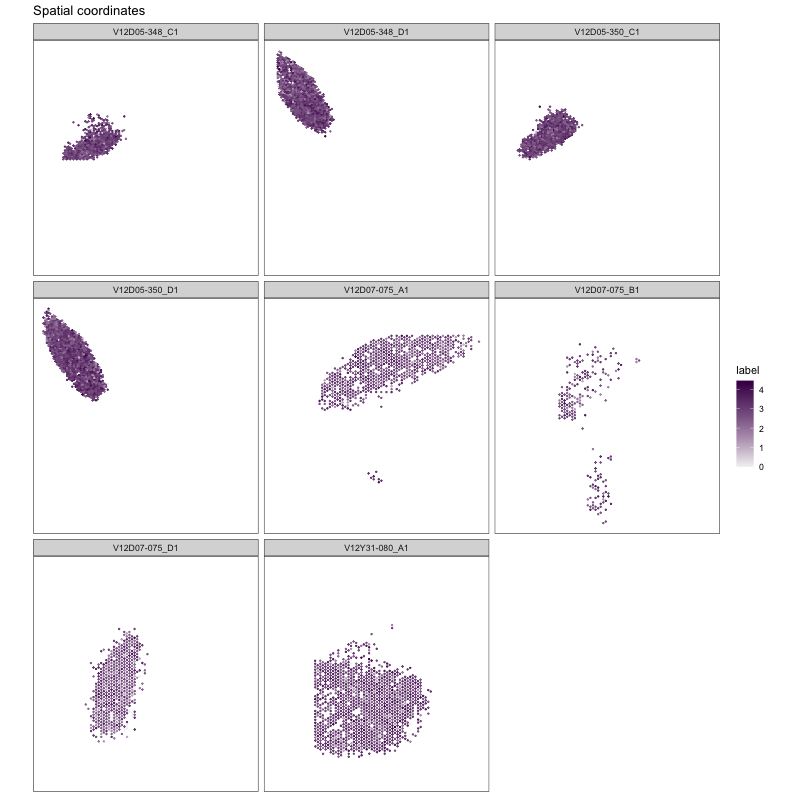 Spatial coordinates
V12D05-348_C1
V12D05-348_D1
V12D05-350_C1
V12D05-350_D1
V12D07-075_A1
V12D07-075_B1
label
4
3
2
1
0
V12D07-075_D1
V12Y31-080_A1